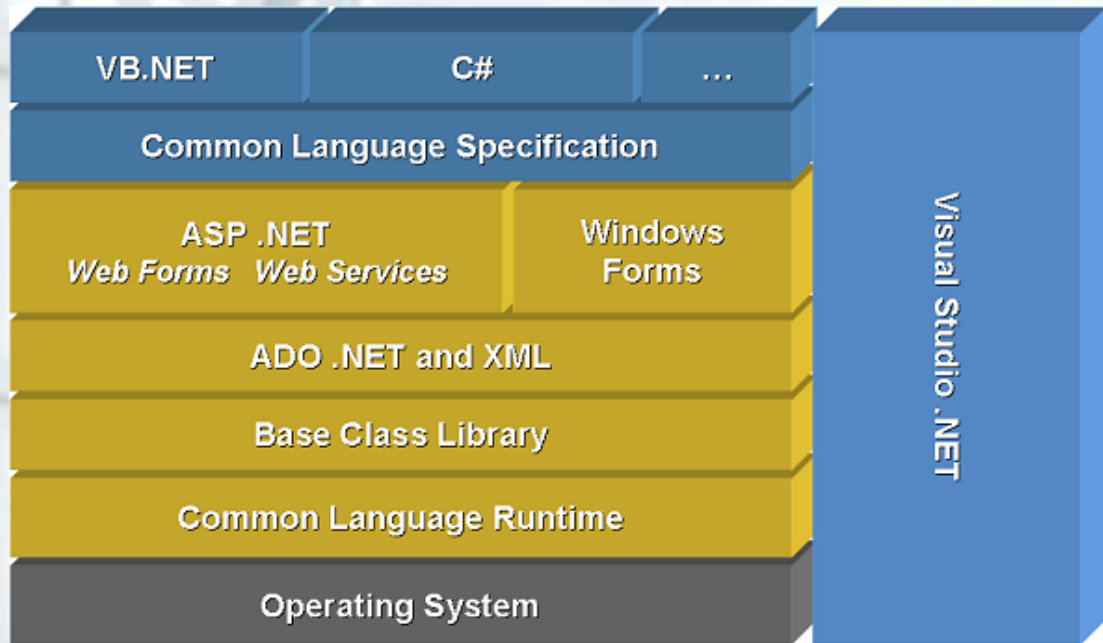 VB.NET
C#
...
Common Language Specification
ASP .NET
Web Forms Web Services
Windows
Forms
ADO .NET and XML
Base Class Library
Common Language Runtime
Operating System
Visual Studio .NET